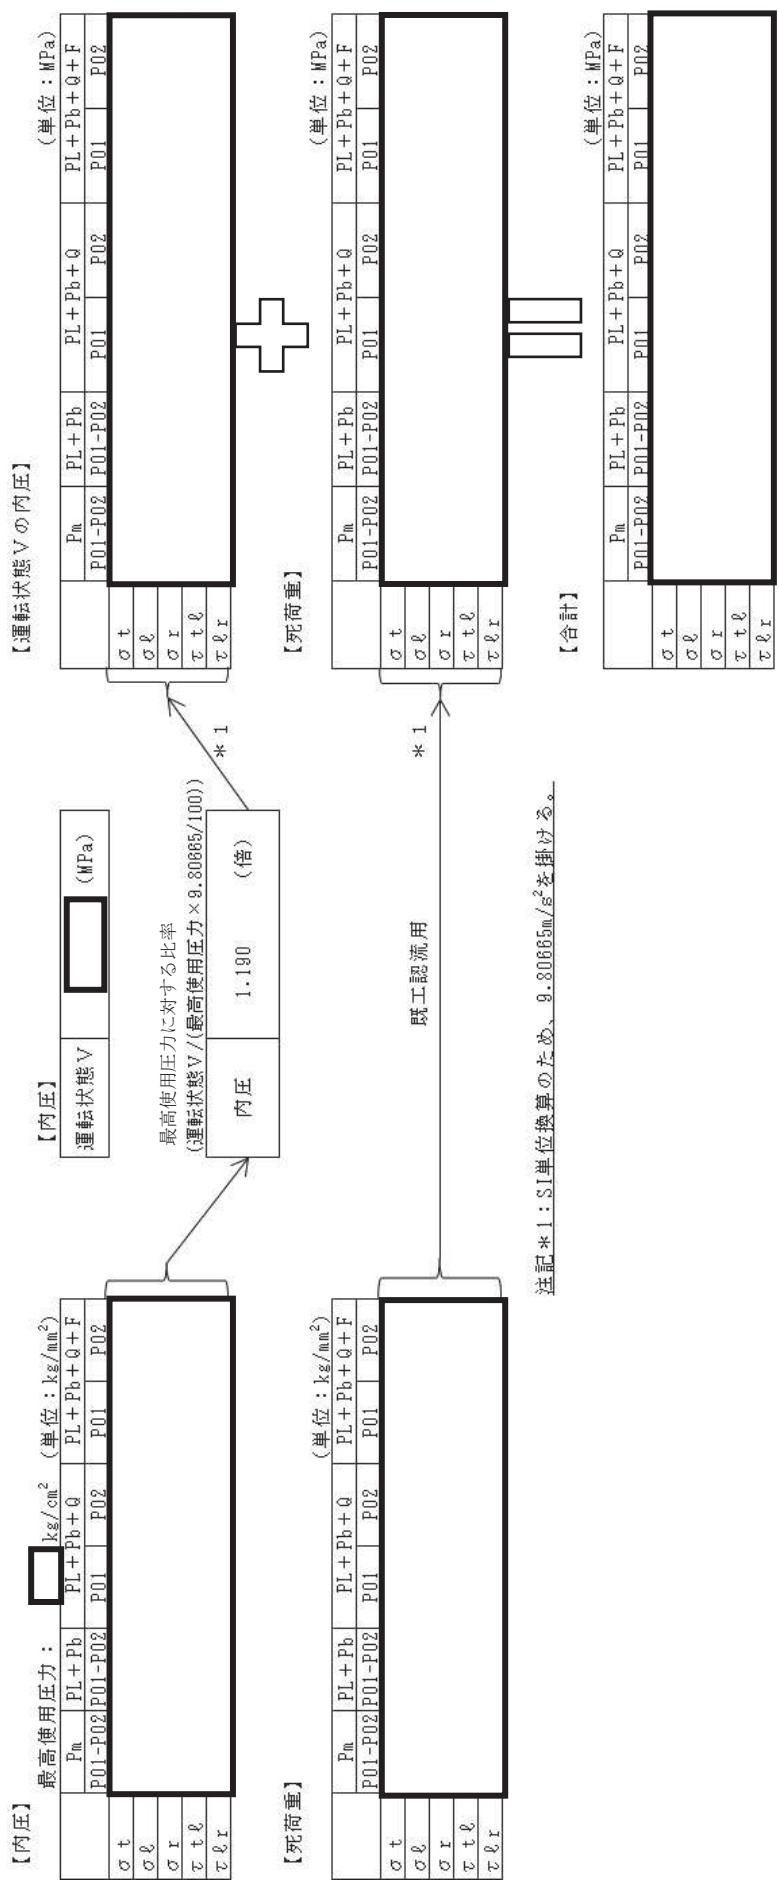 【内圧】
最高使用圧力： kg/cm² (単位：kg/mm²)
Pm PL+Pb PL+Pb+Q PL+Pb+Q+F
P01-P02 P01-P02 P01 P02 P01 P02
σt
σℓ
σr
τtℓ
τℓr
【死荷重】
(単位：kg/mm²)
Pm PL+Pb PL+Pb+Q PL+Pb+Q+F
P01-P02 P01-P02 P01 P02 P01 P02
σt
σℓ
σr
τtℓ
τℓr
【内圧】
運転状態Ⅴ (MPa)
最高使用圧力に対する比率
(運転状態Ⅴ/(最高使用圧力×9.80665/100))
内圧 1.190 (倍)
*1
既工認流用
*1
注記*1：SI単位換算のため、9.80665m/s²を掛ける。
【運転状態Ⅴの内圧】
(単位：MPa)
Pm PL+Pb PL+Pb+Q PL+Pb+Q+F
P01-P02 P01-P02 P01 P02 P01 P02
σt
σℓ
σr
τtℓ
τℓr
【死荷重】
(単位：MPa)
Pm PL+Pb PL+Pb+Q PL+Pb+Q+F
P01-P02 P01-P02 P01 P02 P01 P02
σt
σℓ
σr
τtℓ
τℓr
【合計】
(単位：MPa)
Pm PL+Pb PL+Pb+Q PL+Pb+Q+F
P01-P02 P01-P02 P01 P02 P01 P02
σt
σℓ
σr
τtℓ
τℓr